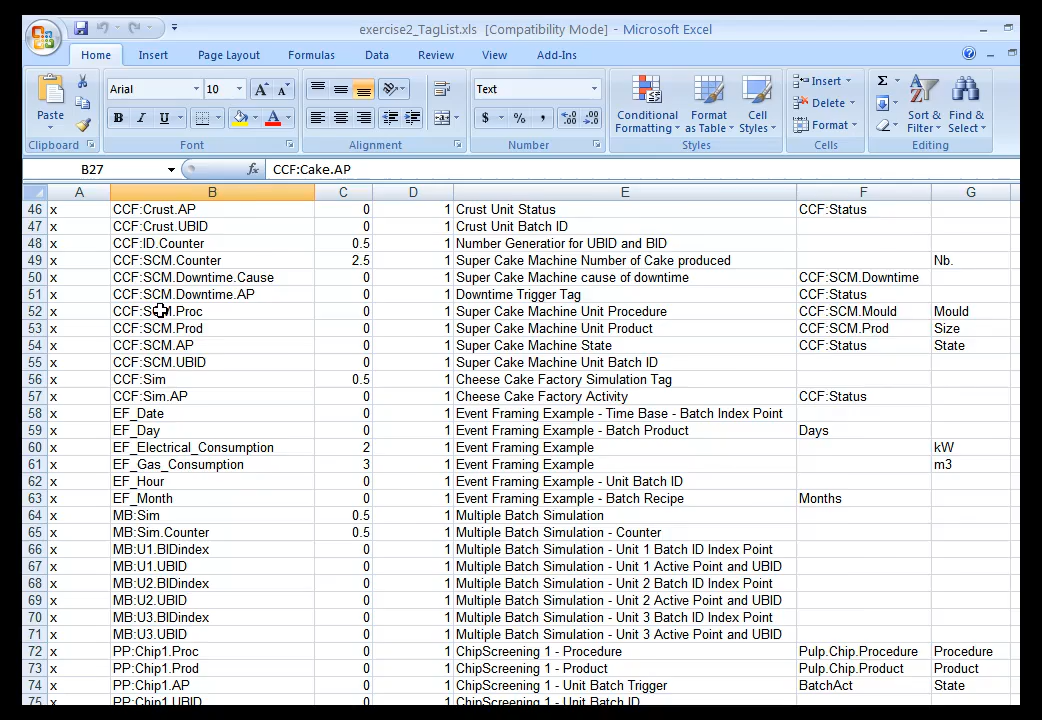 exercise2_TagList.xls [Compatibility Mode] - Microsoft Excel
Home Insert Page Layout Formulas Data Review View Add-Ins
Paste
Arial 10
Text
Conditional Formatting
Format as Table
Cell Styles
Insert
Delete
Format
Sort & Filter
Find & Select
Clipboard Font Alignment Number Styles Cells Editing
B27 fx CCF:Cake.AP
A B C D E F G
46 x CCF:Crust.AP 0 1 Crust Unit Status CCF:Status
47 x CCF:Crust.UBID 0 1 Crust Unit Batch ID
48 x CCF:ID.Counter 0.5 1 Number Generatior for UBID and BID
49 x CCF:SCM.Counter 2.5 1 Super Cake Machine Number of Cake produced Nb.
50 x CCF:SCM.Downtime.Cause 0 1 Super Cake Machine cause of downtime CCF:SCM.Downtime
51 x CCF:SCM.Downtime.AP 0 1 Downtime Trigger Tag CCF:Status
52 x CCF:SCM.Proc 0 1 Super Cake Machine Unit Procedure CCF:SCM.Mould Mould
53 x CCF:SCM.Prod 0 1 Super Cake Machine Unit Product CCF:SCM.Prod Size
54 x CCF:SCM.AP 0 1 Super Cake Machine State CCF:Status State
55 x CCF:SCM.UBID 0 1 Super Cake Machine Unit Batch ID
56 x CCF:Sim 0.5 1 Cheese Cake Factory Simulation Tag
57 x CCF:Sim.AP 0 1 Cheese Cake Factory Activity CCF:Status
58 x EF_Date 0 1 Event Framing Example - Time Base - Batch Index Point
59 x EF_Day 0 1 Event Framing Example - Batch Product Days
60 x EF_Electrical_Consumption 2 1 Event Framing Example kW
61 x EF_Gas_Consumption 3 1 Event Framing Example m3
62 x EF_Hour 0 1 Event Framing Example - Unit Batch ID
63 x EF_Month 0 1 Event Framing Example - Batch Recipe Months
64 x MB:Sim 0.5 1 Multiple Batch Simulation
65 x MB:Sim.Counter 0.5 1 Multiple Batch Simulation - Counter
66 x MB:U1.BIDindex 0 1 Multiple Batch Simulation - Unit 1 Batch ID Index Point
67 x MB:U1.UBID 0 1 Multiple Batch Simulation - Unit 1 Active Point and UBID
68 x MB:U2.BIDindex 0 1 Multiple Batch Simulation - Unit 2 Batch ID Index Point
69 x MB:U2.UBID 0 1 Multiple Batch Simulation - Unit 2 Active Point and UBID
70 x MB:U3.BIDindex 0 1 Multiple Batch Simulation - Unit 3 Batch ID Index Point
71 x MB:U3.UBID 0 1 Multiple Batch Simulation - Unit 3 Active Point and UBID
72 x PP:Chip1.Proc 0 1 ChipScreening 1 - Procedure Pulp.Chip.Procedure Procedure
73 x PP:Chip1.Prod 0 1 ChipScreening 1 - Product Pulp.Chip.Product Product
74 x PP:Chip1.AP 0 1 ChipScreening 1 - Unit Batch Trigger BatchAct State
75 x PP:Chip1.UBID 0 1 ChipScreening 1 - Unit Batch ID